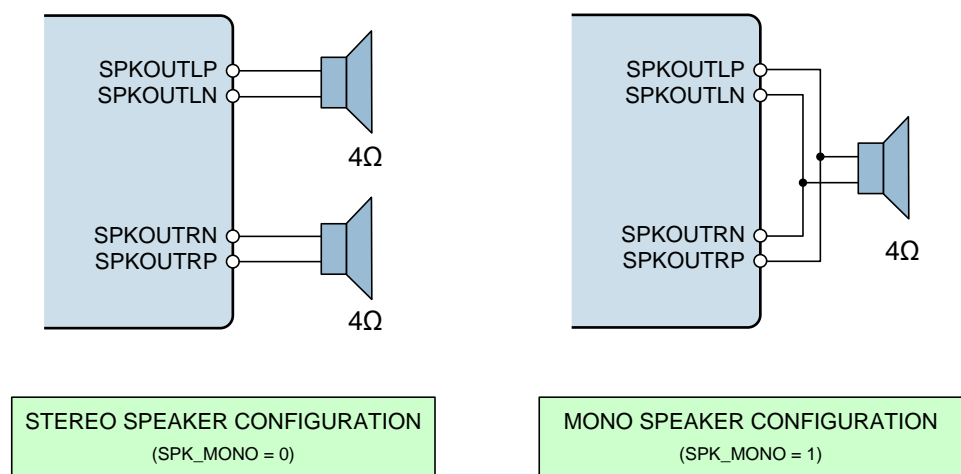 SPKOUTLP
SPKOUTLN
4Ω
SPKOUTRN
SPKOUTRP
4Ω
STEREO SPEAKER CONFIGURATION
(SPK_MONO = 0)
SPKOUTLP
SPKOUTLN
SPKOUTRN
SPKOUTRP
4Ω
MONO SPEAKER CONFIGURATION
(SPK_MONO = 1)